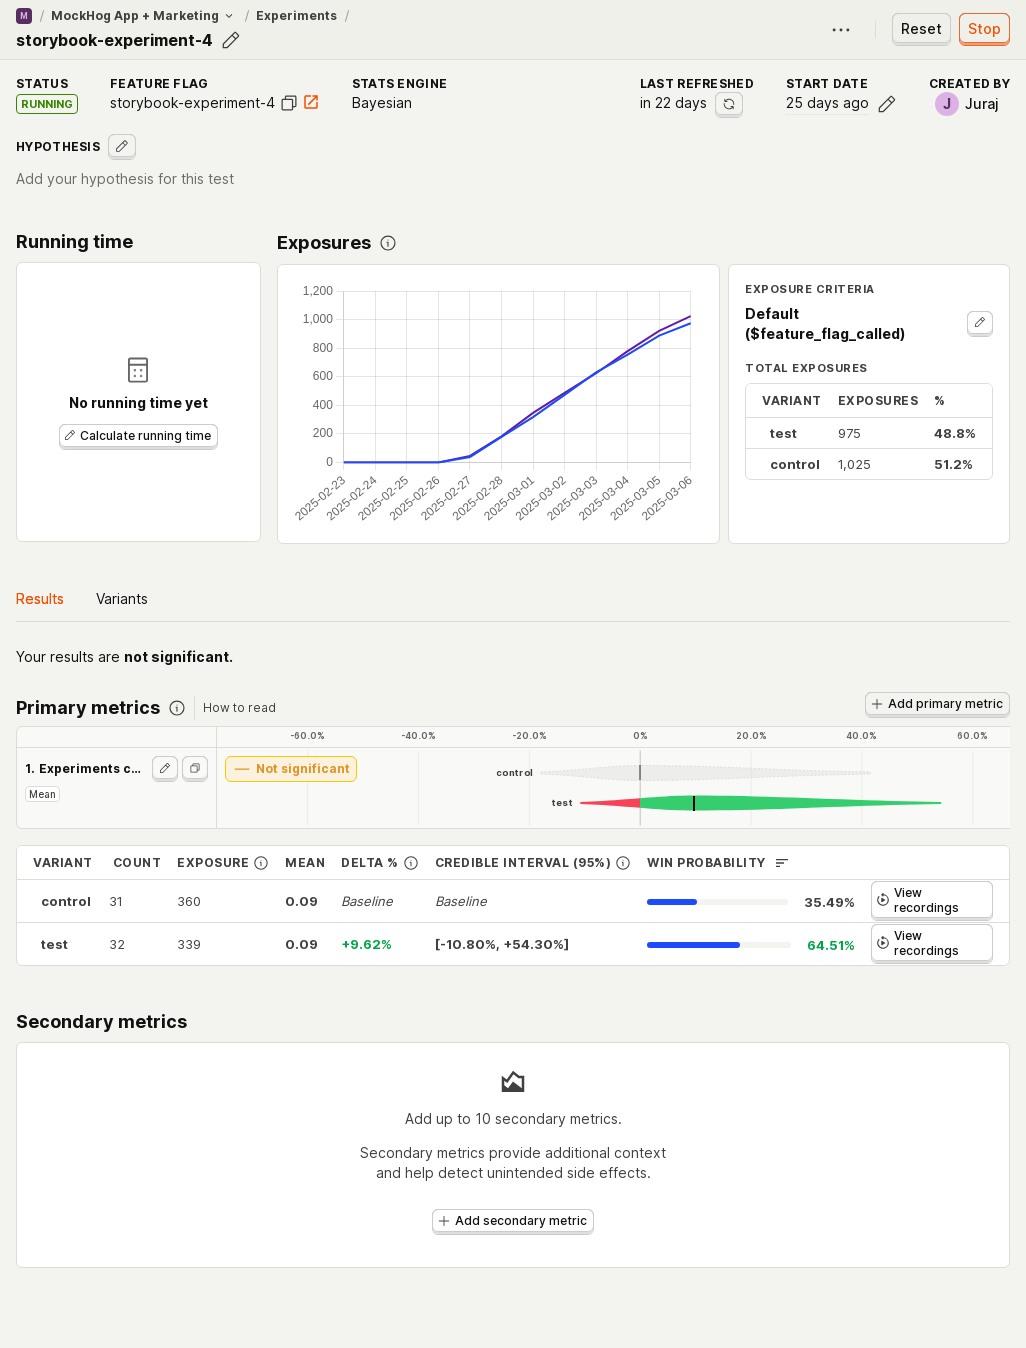 M / MockHog App + Marketing / Experiments /
storybook-experiment-4
Reset
Stop
STATUS
RUNNING
FEATURE FLAG
storybook-experiment-4
STATS ENGINE
Bayesian
LAST REFRESHED
in 22 days
START DATE
25 days ago
CREATED BY
J Juraj
HYPOTHESIS
Add your hypothesis for this test
Running time
No running time yet
Calculate running time
Exposures
1,200
1,000
800
600
400
200
0
2025-02-23
2025-02-24
2025-02-25
2025-02-26
2025-02-27
2025-02-28
2025-03-01
2025-03-02
2025-03-03
2025-03-04
2025-03-05
2025-03-06
EXPOSURE CRITERIA
Default
($feature_flag_called)
TOTAL EXPOSURES
VARIANT EXPOSURES %
test 975 48.8%
control 1,025 51.2%
Results Variants
Your results are not significant.
Primary metrics How to read
Add primary metric
-60.0% -40.0% -20.0% 0% 20.0% 40.0% 60.0%
1. Experiments c...
Mean
Not significant
control
test
VARIANT COUNT EXPOSURE MEAN DELTA % CREDIBLE INTERVAL (95%) WIN PROBABILITY
control 31 360 0.09 Baseline Baseline 35.49% View recordings
test 32 339 0.09 +9.62% [-10.80%, +54.30%] 64.51% View recordings
Secondary metrics
Add up to 10 secondary metrics.
Secondary metrics provide additional context
and help detect unintended side effects.
Add secondary metric